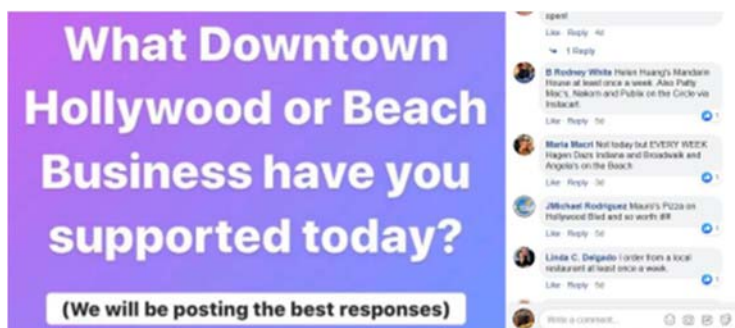 What Downtown
Hollywood or Beach
Business have you
supported today?
(We will be posting the best responses)
spent
Like Reply 4d
1 Reply
B Rodney White Helen Huang's Mandarin
House at least once a week. Also Patty
Mac's, Nakorn and Publix on the Circle via
Instacart.
1
Like Reply 5d
Maria Macri Not today but EVERY WEEK
Hagen Dazs Indiana and Broadwalk and
Angelo's on the Beach
1
Like Reply 3d
JMichael Rodriguez Mauro's Pizza on
Hollywood Blvd and so worth it!!
1
Like Reply 5d
Linda C. Delgado I order from a local
restaurant at least once a week.
1
Like Reply 5d
Write a comment...